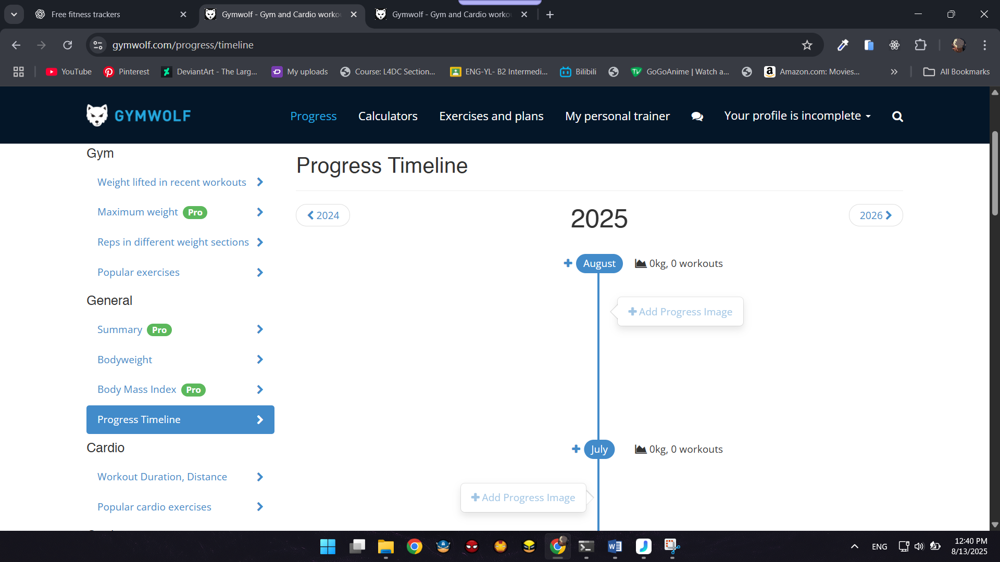 Free fitness trackers
Gymwolf - Gym and Cardio worko
Gymwolf - Gym and Cardio worko
gymwolf.com/progress/timeline
YouTube
Pinterest
DeviantArt - The Larg...
My uploads
Course: L4DC Section...
ENG-YL- B2 Intermedi...
Bilibili
GoGoAnime | Watch a...
Amazon.com: Movies...
All Bookmarks
GYMWOLF
Progress
Calculators
Exercises and plans
My personal trainer
Your profile is incomplete
Gym
Weight lifted in recent workouts
Maximum weight Pro
Reps in different weight sections
Popular exercises
General
Summary Pro
Bodyweight
Body Mass Index Pro
Progress Timeline
Cardio
Workout Duration, Distance
Popular cardio exercises
Progress Timeline
2024
2025
2026
August
0kg, 0 workouts
Add Progress Image
July
0kg, 0 workouts
Add Progress Image
ENG
12:40 PM
8/13/2025